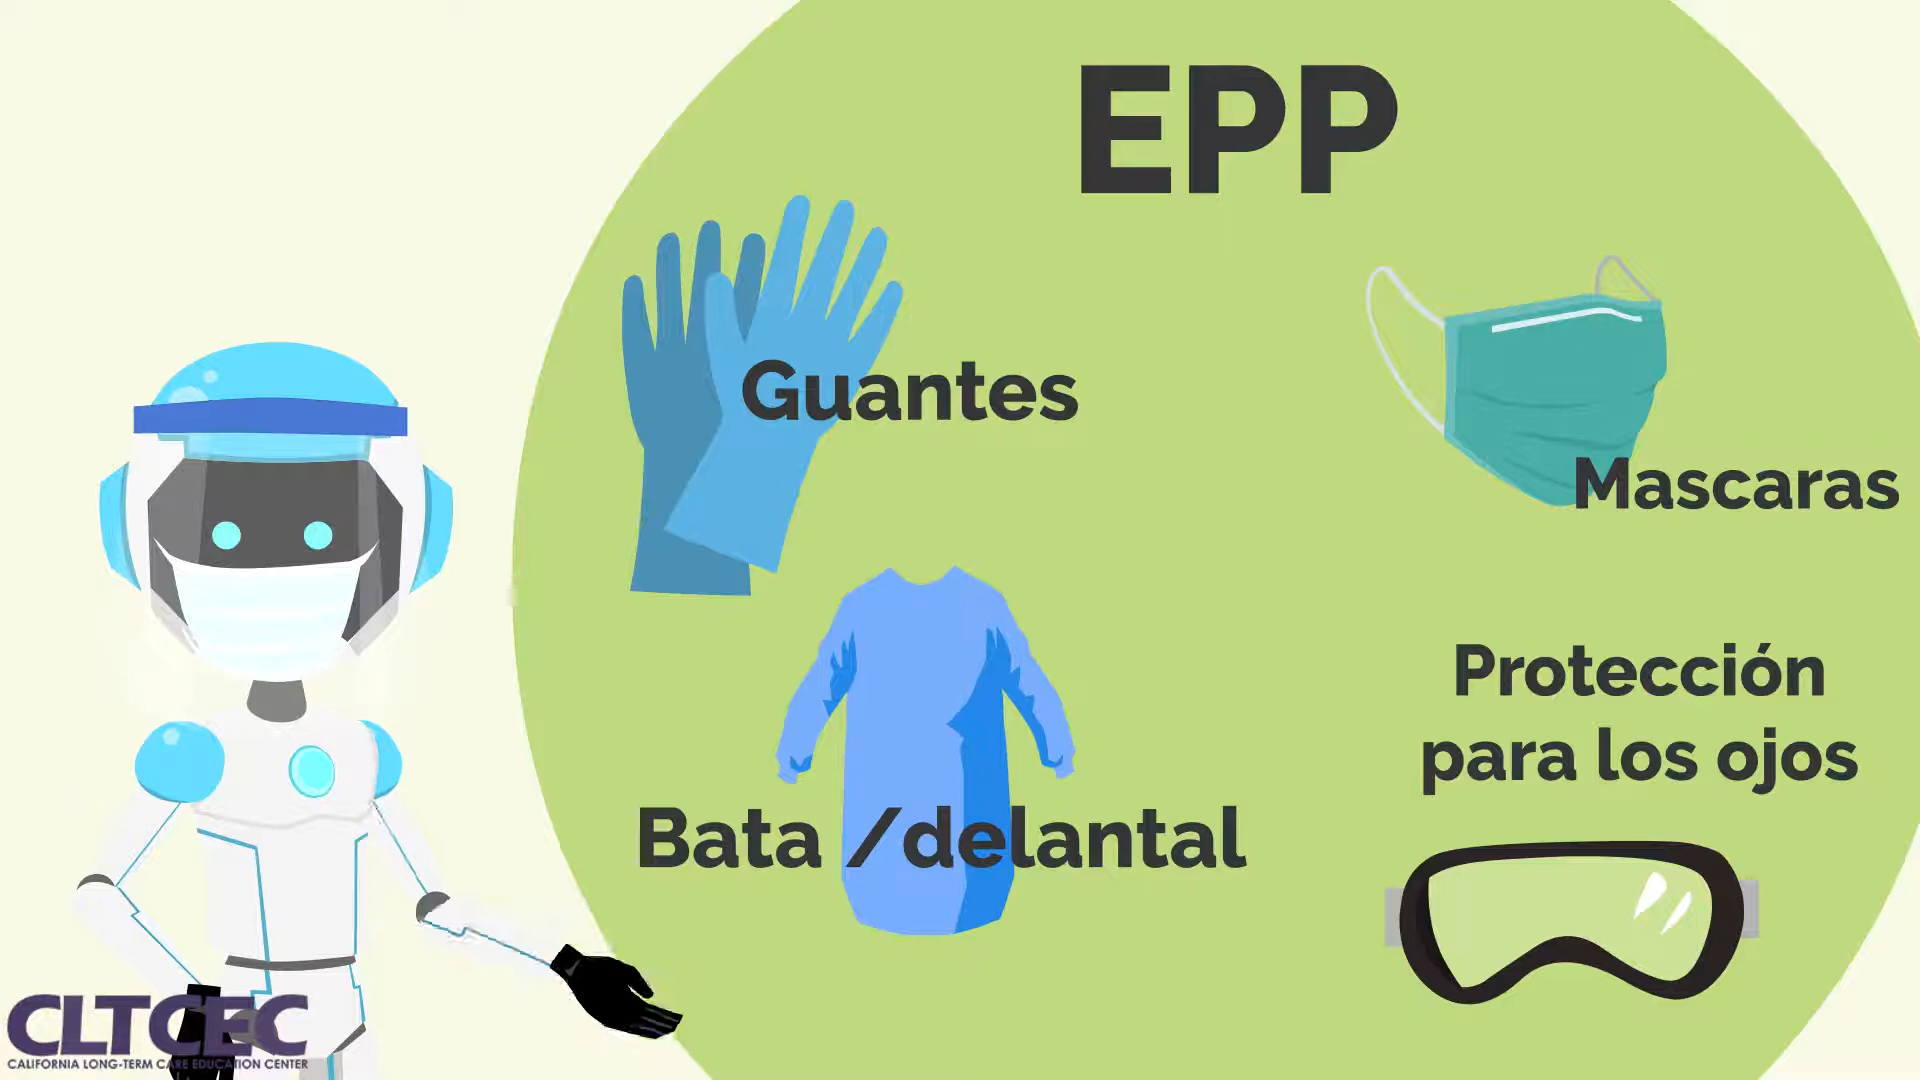 EPP
Guantes
Mascaras
Protección
para los ojos
Bata /delantal
CLTCEC
CALIFORNIA LONG-TERM CARE EDUCATION CENTER